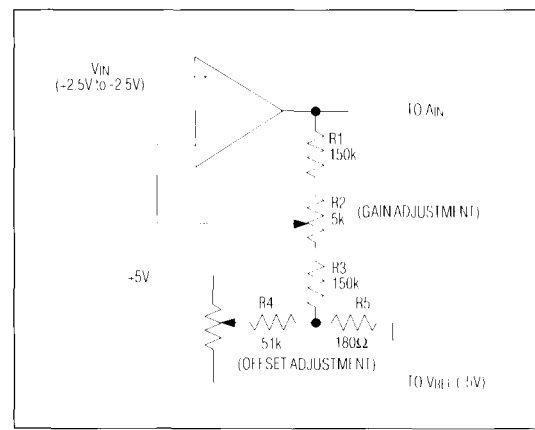 VIN
(+2.5V to -2.5V)
TO AIN
R1
150k
R2
5k
(GAIN ADJUSTMENT)
R3
150k
+5V
R4
51k
R5
180Ω
(OFFSET ADJUSTMENT)
TO VREF (-5V)